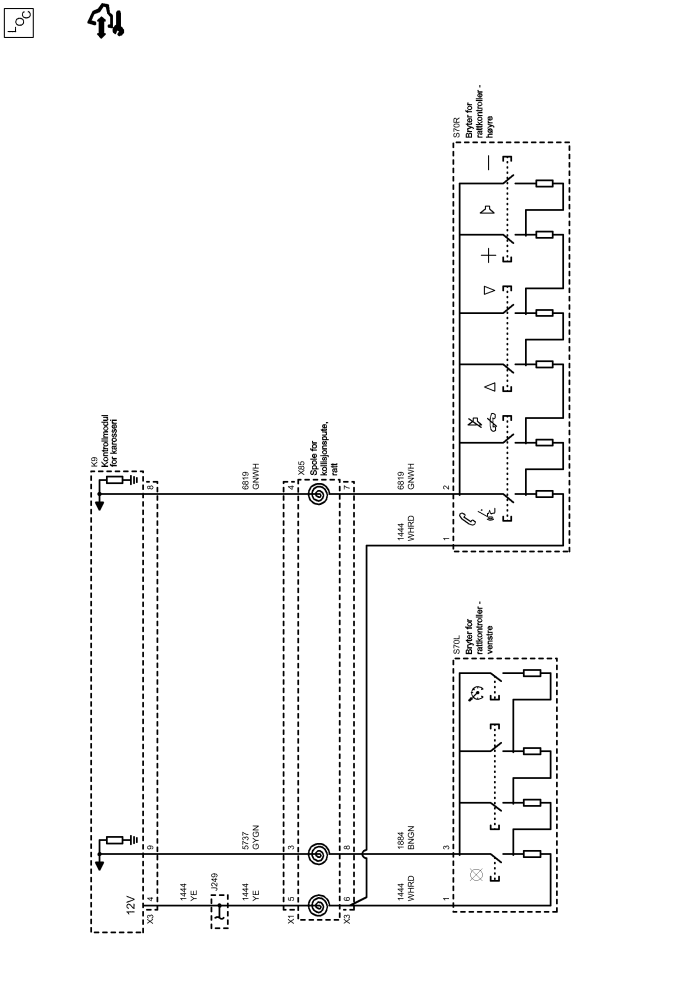 LOC
K9
Kontrollmodul
for karosseri
8
9
12V
4
X3
6819
GNWH
5737
GYGN
1444
YE
J249
1444
YE
X85
Spole for
kollisjonspute,
ratt
4
7
3
8
5
6
X1
X3
6819
GNWH
1444
WHRD
1884
BNGN
1444
WHRD
S70R
Bryter for
rattkontroller -
høyre
2
1
S70L
Bryter for
rattkontroller -
venstre
3
1